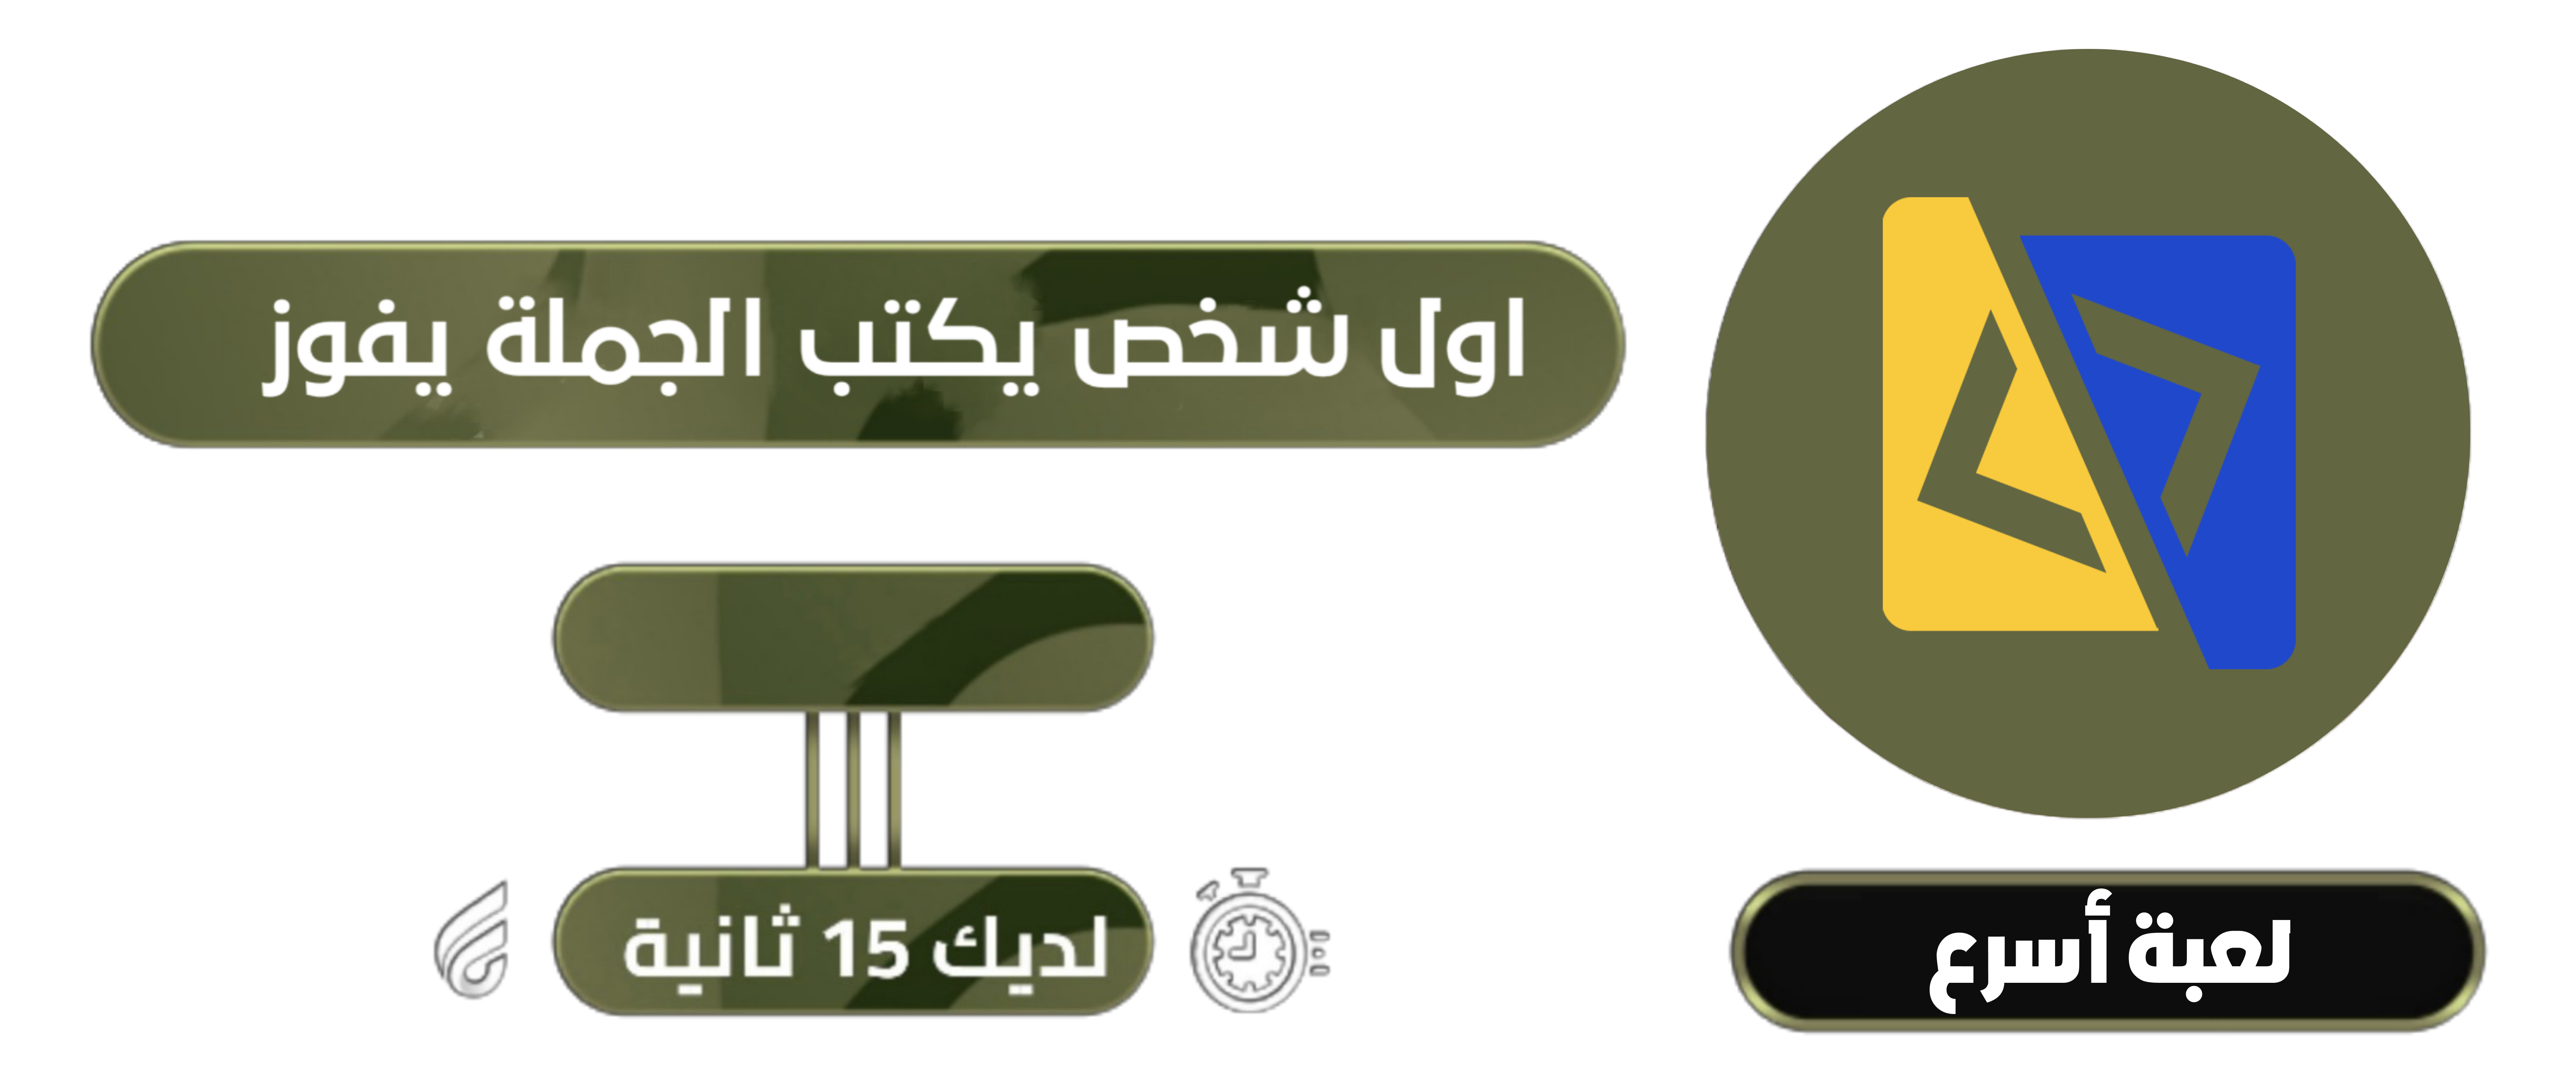 اول شخص يكتب الجملة يفوز
لديك 15 ثانية
لعبة أسرع